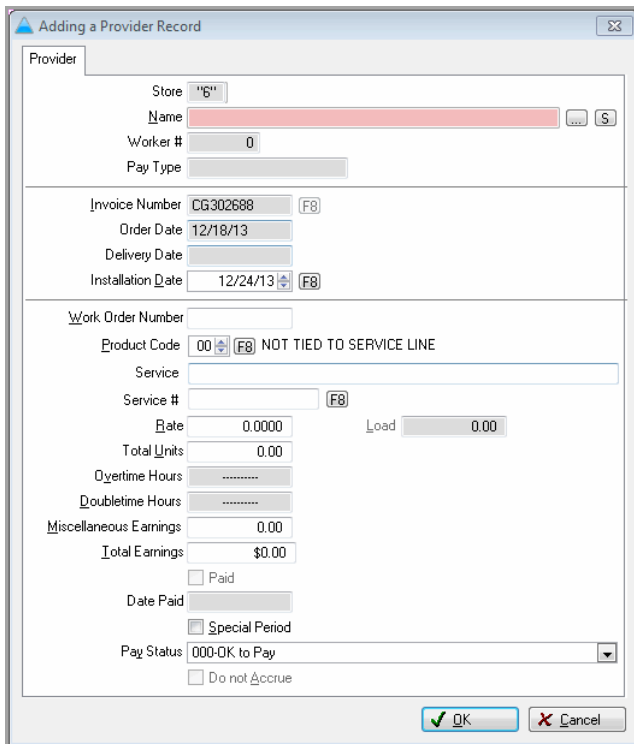 Adding a Provider Record
Provider
Store "6"
Name ... S
Worker # 0
Pay Type
Invoice Number CG302688 F8
Order Date 12/18/13
Delivery Date
Installation Date 12/24/13 F8
Work Order Number
Product Code 00 F8 NOT TIED TO SERVICE LINE
Service
Service # F8
Rate 0.0000 Load 0.00
Total Units 0.00
Overtime Hours ----------
Doubletime Hours ----------
Miscellaneous Earnings 0.00
Total Earnings $0.00
Paid
Date Paid
Special Period
Pay Status 000-OK to Pay
Do not Accrue
OK Cancel